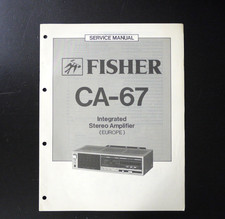 SERVICE MANUAL
FISHER
CA-67
Integrated
Stereo Amplifier
(EUROPE)